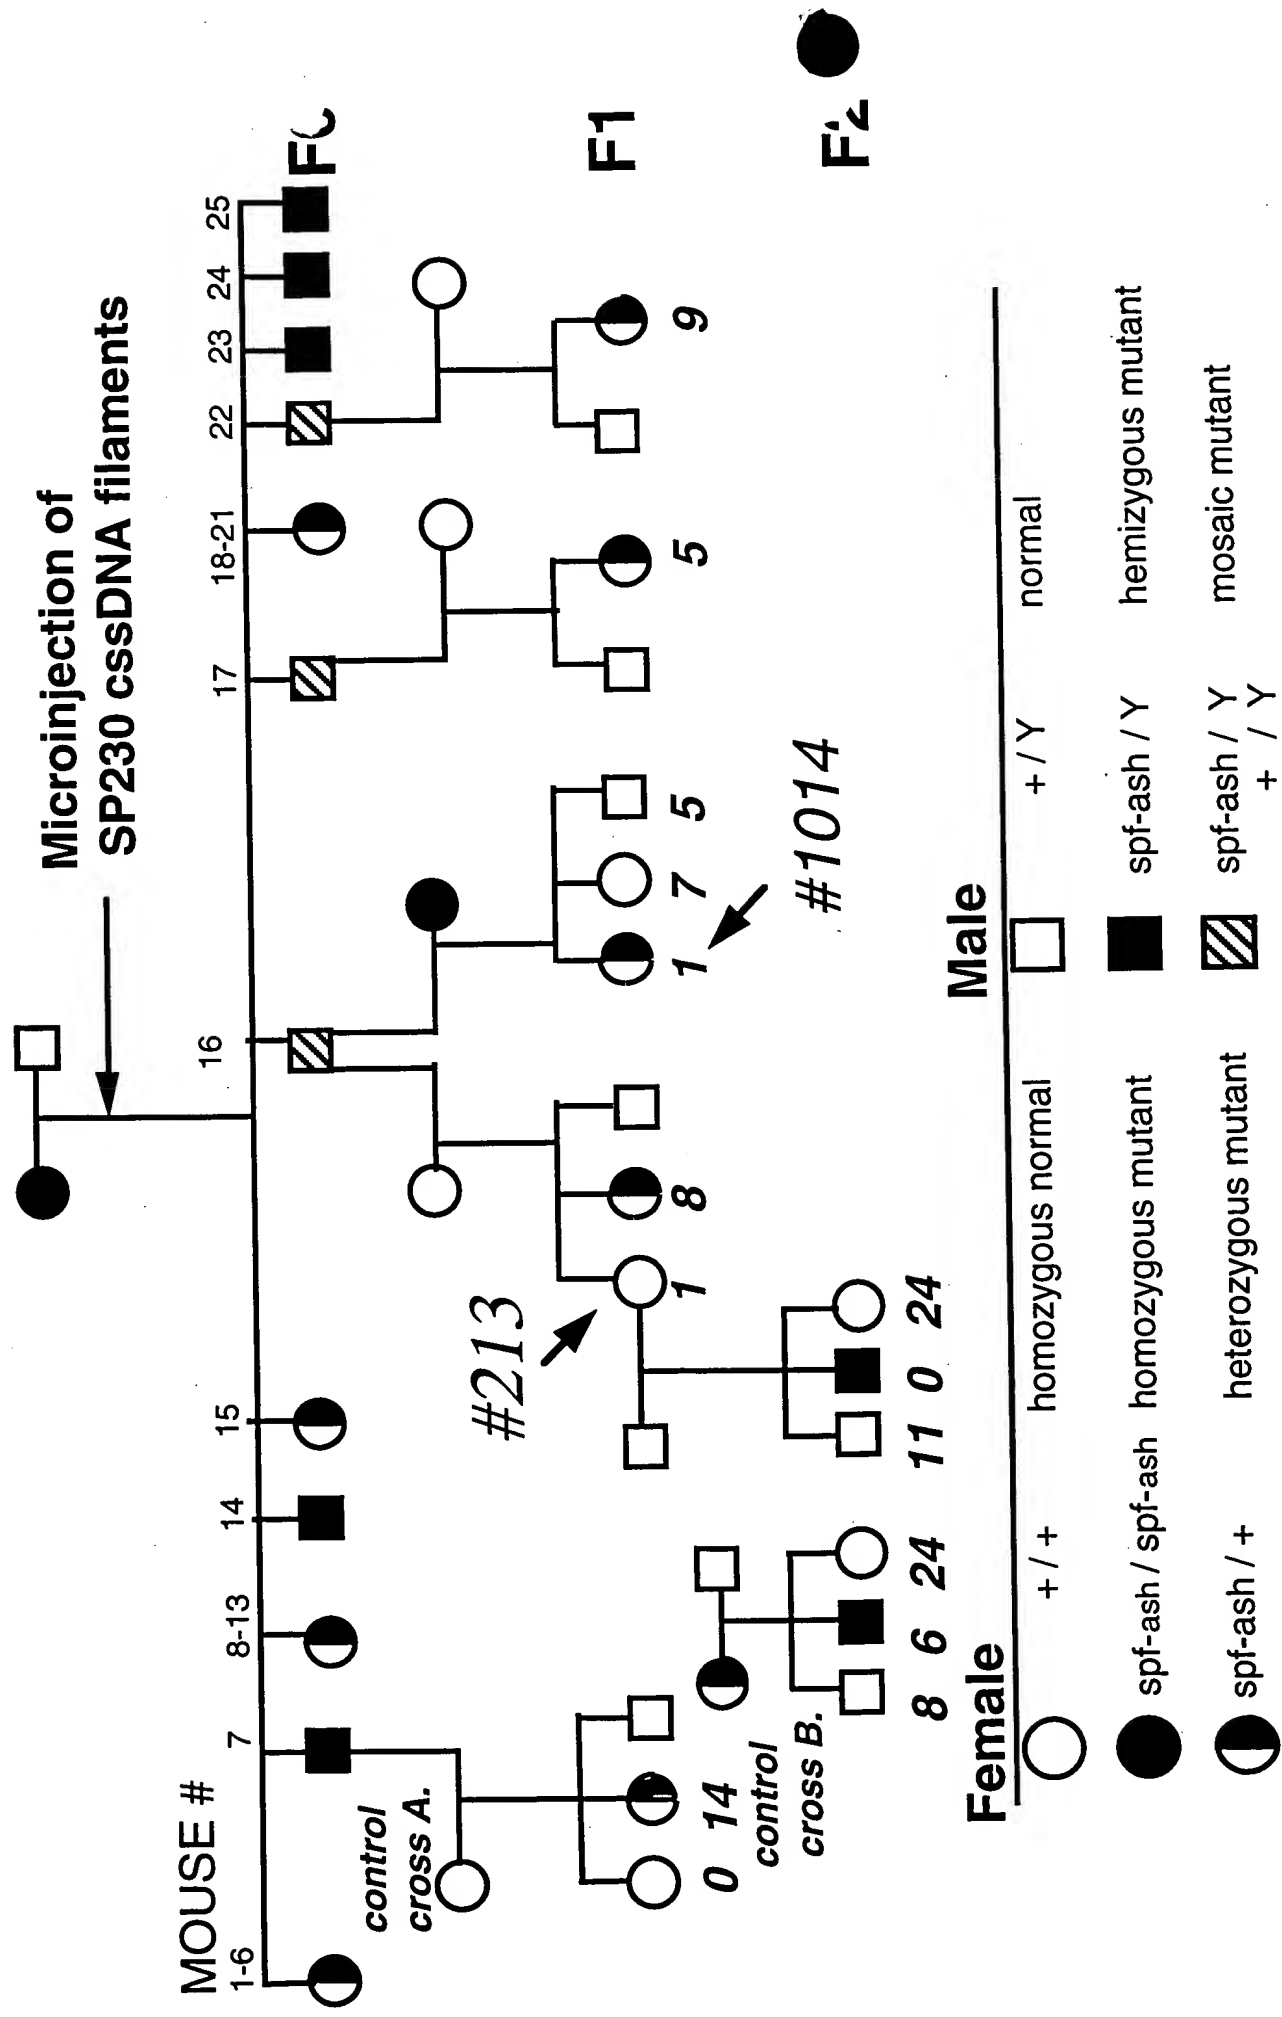 Microinjection of
SP230 cssDNA filaments
MOUSE #
1-6 7 8-13 14 15 16 17 18-21 22 23 24 25
control
cross A.
#213
F1
0 14 1 8 1 7 5 5 9
#1014
control
cross B.
8 6 24 11 0 24
Female Male
+ / + homozygous normal + / Y normal
spf-ash / spf-ash homozygous mutant spf-ash / Y hemizygous mutant
spf-ash / + heterozygous mutant spf-ash / Y mosaic mutant
+ / Y